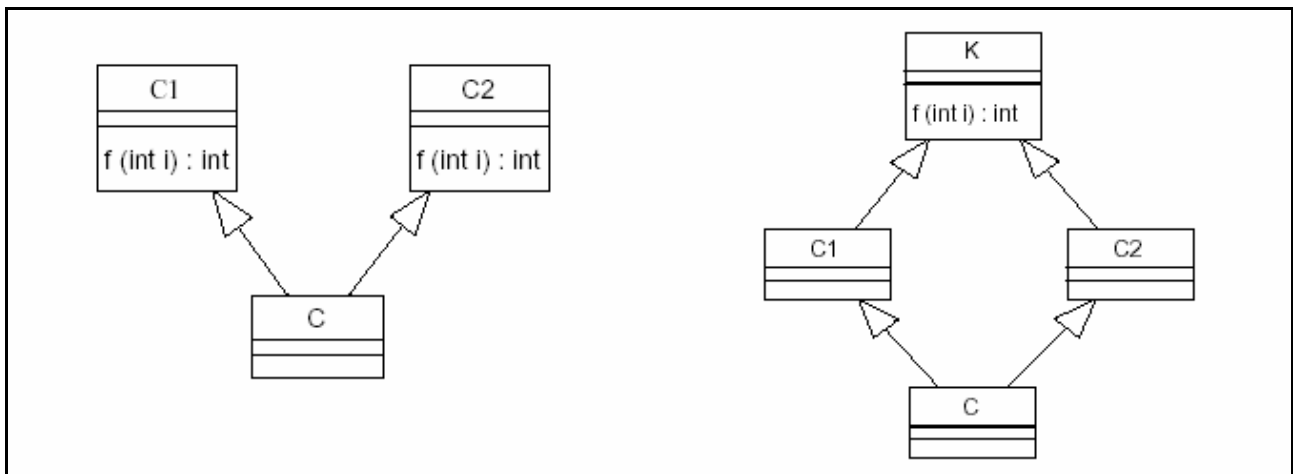 C1
f (int i) : int
C2
f (int i) : int
C
K
f (int i) : int
C1
C2
C